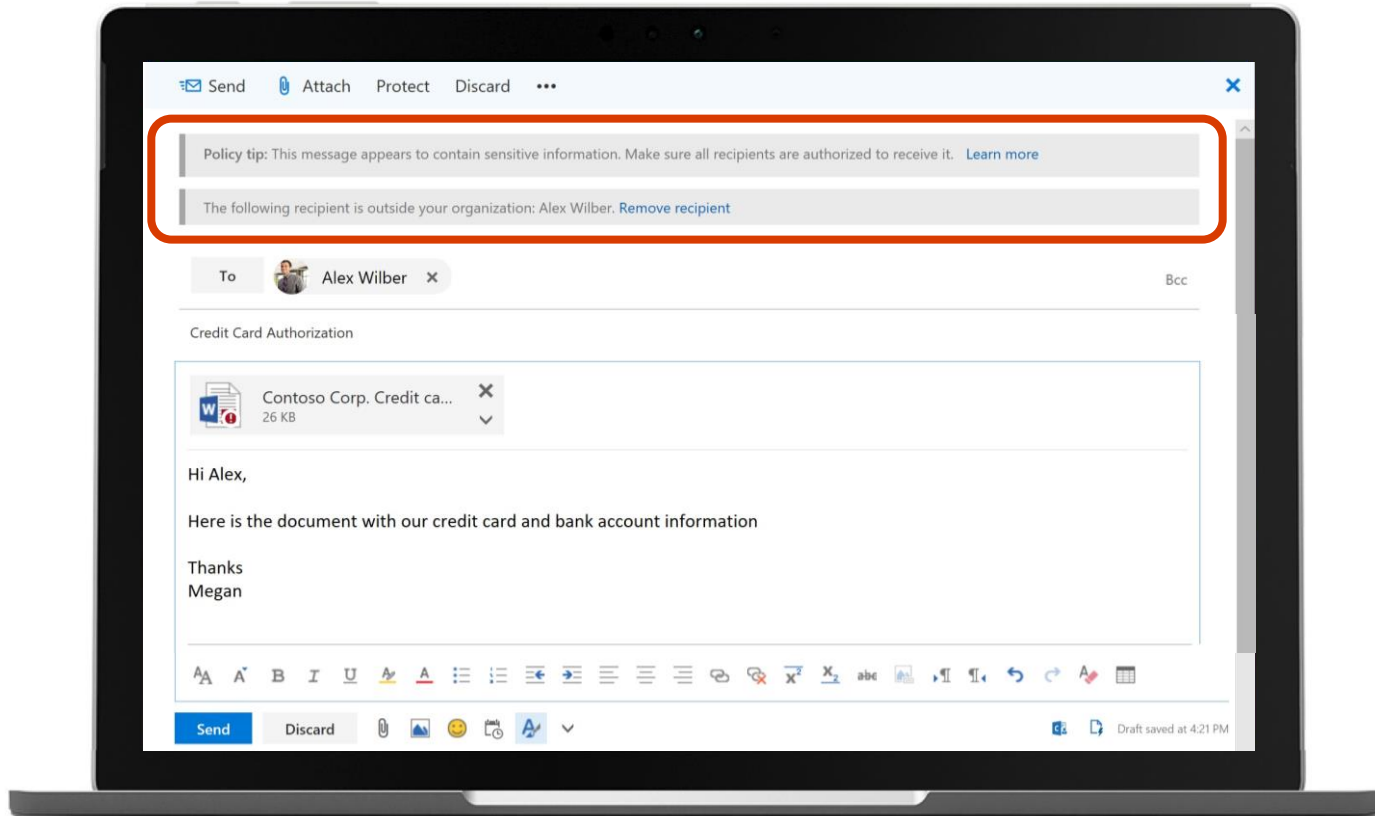 Send Attach Protect Discard •••
Policy tip: This message appears to contain sensitive information. Make sure all recipients are authorized to receive it. Learn more
The following recipient is outside your organization: Alex Wilber. Remove recipient
To Alex Wilber Bcc
Credit Card Authorization
Contoso Corp. Credit ca...
26 KB
Hi Alex,
Here is the document with our credit card and bank account information
Thanks
Megan
Send Discard Draft saved at 4:21 PM